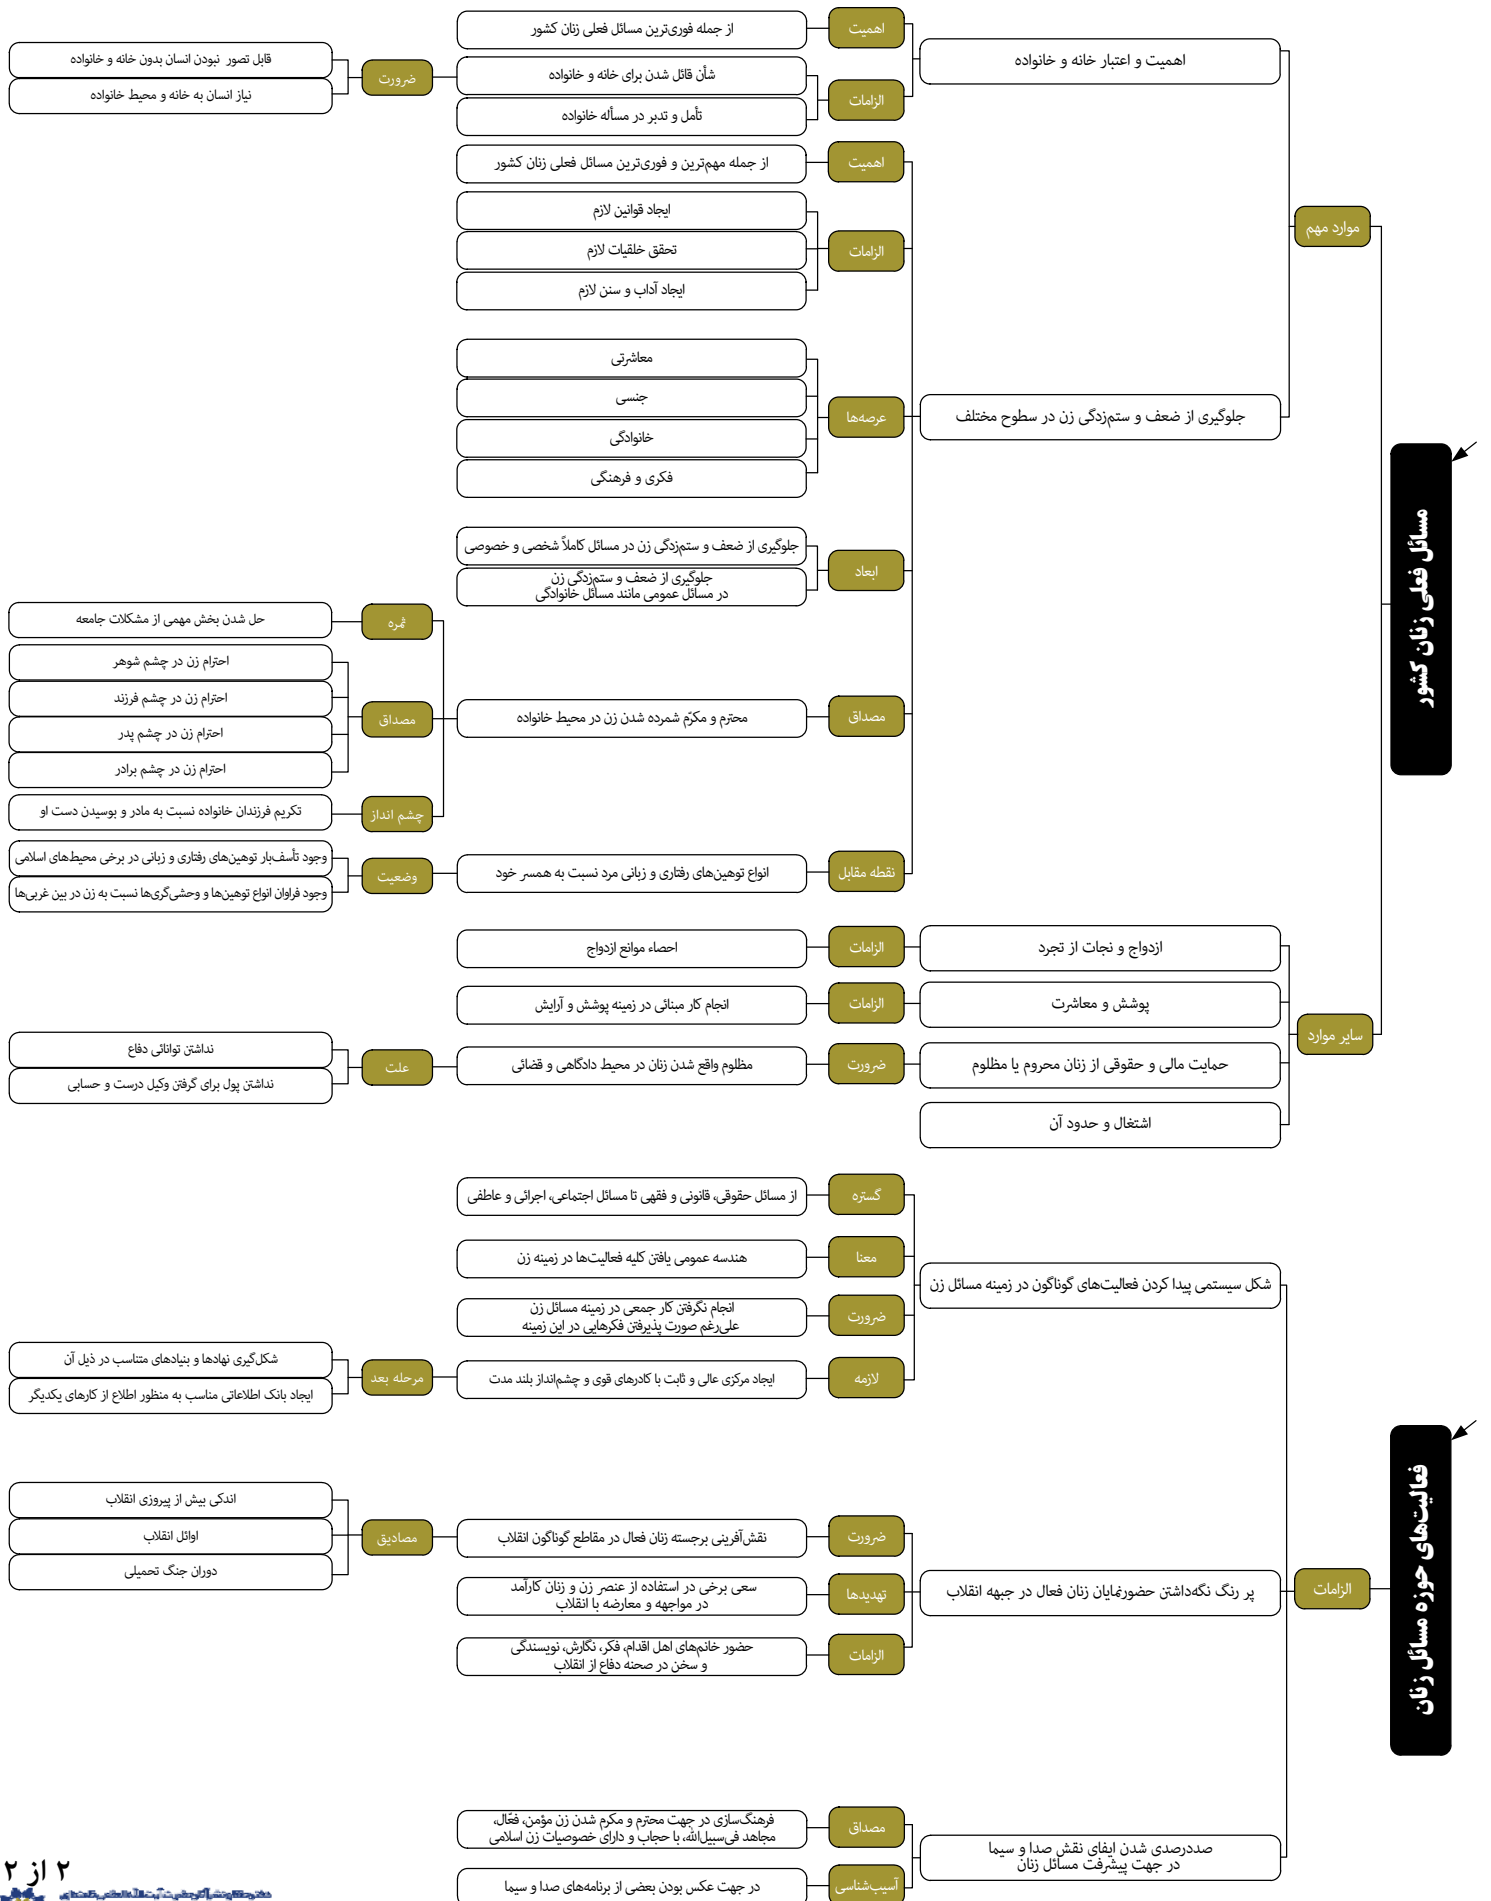 مسائل فعلی زنان کشور
موارد مهم
اهمیت و اعتبار خانه و خانواده
اهمیت
از جمله فوری‌ترین مسائل فعلی زنان کشور
الزامات
شأن قائل شدن برای خانه و خانواده
ضرورت
قابل تصور نبودن انسان بدون خانه و خانواده
نیاز انسان به خانه و محیط خانواده
تأمل و تدبر در مسأله خانواده
جلوگیری از ضعف و ستم‌زدگی زن در سطوح مختلف
اهمیت
از جمله مهم‌ترین و فوری‌ترین مسائل فعلی زنان کشور
الزامات
ایجاد قوانین لازم
تحقق خلقیات لازم
ایجاد آداب و سنن لازم
عرصه‌ها
معاشرتی
جنسی
خانوادگی
فکری و فرهنگی
ابعاد
جلوگیری از ضعف و ستم‌زدگی زن در مسائل کاملاً شخصی و خصوصی
جلوگیری از ضعف و ستم‌زدگی زن
در مسائل عمومی مانند مسائل خانوادگی
مصداق
محترم و مکرّم شمرده شدن زن در محیط خانواده
ثمره
حل شدن بخش مهمی از مشکلات جامعه
مصداق
احترام زن در چشم شوهر
احترام زن در چشم فرزند
احترام زن در چشم پدر
احترام زن در چشم برادر
چشم انداز
تکریم فرزندان خانواده نسبت به مادر و بوسیدن دست او
نقطه مقابل
انواع توهین‌های رفتاری و زبانی مرد نسبت به همسر خود
وضعیت
وجود تأسف‌بار توهین‌های رفتاری و زبانی در برخی محیط‌های اسلامی
وجود فراوان انواع توهین‌ها و وحشی‌گری‌ها نسبت به زن در بین غربی‌ها
سایر موارد
ازدواج و نجات از تجرد
الزامات
احصاء موانع ازدواج
پوشش و معاشرت
الزامات
انجام کار مبنائی در زمینه پوشش و آرایش
حمایت مالی و حقوقی از زنان محروم یا مظلوم
ضرورت
مظلوم واقع شدن زنان در محیط دادگاهی و قضائی
علت
نداشتن توانائی دفاع
نداشتن پول برای گرفتن وکیل درست و حسابی
اشتغال و حدود آن
فعالیت‌های حوزه مسائل زنان
الزامات
شکل سیستمی پیدا کردن فعالیت‌های گوناگون در زمینه مسائل زن
گستره
از مسائل حقوقی، قانونی و فقهی تا مسائل اجتماعی، اجرائی و عاطفی
معنا
هندسه عمومی یافتن کلیه فعالیت‌ها در زمینه زن
ضرورت
انجام نگرفتن کار جمعی در زمینه مسائل زن
علی‌رغم صورت پذیرفتن فکرهایی در این زمینه
لازمه
ایجاد مرکزی عالی و ثابت با کادرهای قوی و چشم‌انداز بلند مدت
مرحله بعد
شکل‌گیری نهادها و بنیادهای متناسب در ذیل آن
ایجاد بانک اطلاعاتی مناسب به منظور اطلاع از کارهای یکدیگر
پر رنگ نگه‌داشتن حضورنمایان زنان فعال در جبهه انقلاب
ضرورت
نقش‌آفرینی برجسته زنان فعال در مقاطع گوناگون انقلاب
مصادیق
اندکی بیش از پیروزی انقلاب
اوائل انقلاب
دوران جنگ تحمیلی
تهدیدها
سعی برخی در استفاده از عنصر زن و زنان کارآمد
در مواجهه و معارضه با انقلاب
الزامات
حضور خانم‌های اهل اقدام، فکر، نگارش، نویسندگی
و سخن در صحنه دفاع از انقلاب
صددرصدی شدن ایفای نقش صدا و سیما
در جهت پیشرفت مسائل زنان
مصداق
فرهنگ‌سازی در جهت محترم و مکرم شدن زن مؤمن، فعّال،
مجاهد فی‌سبیل‌الله، با حجاب و دارای خصوصیات زن اسلامی
آسیب‌شناسی
در جهت عکس بودن بعضی از برنامه‌های صدا و سیما
۲ از ۲